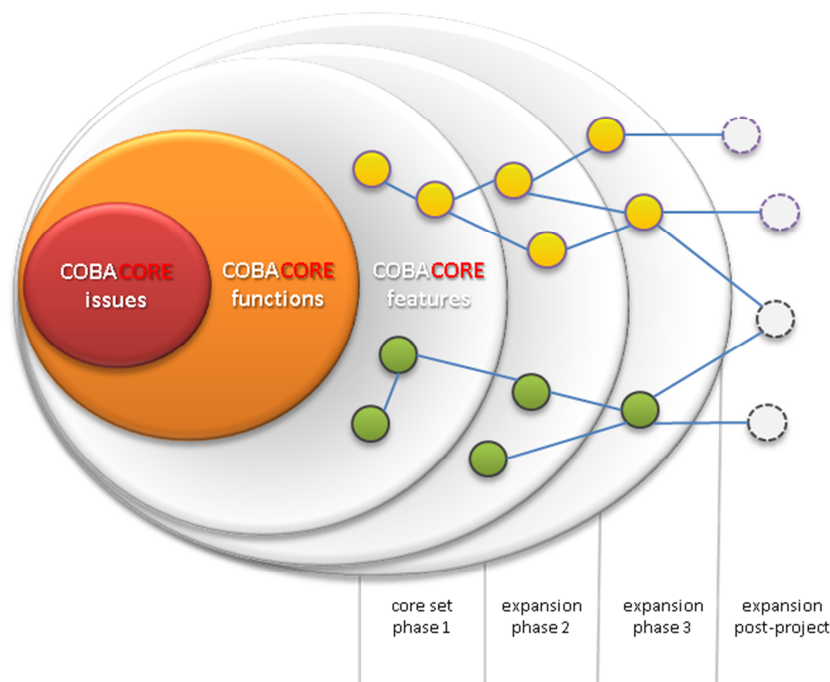 COBACORE
issues
COBACORE
functions
COBACORE
features
core set
phase 1
expansion
phase 2
expansion
phase 3
expansion
post-project